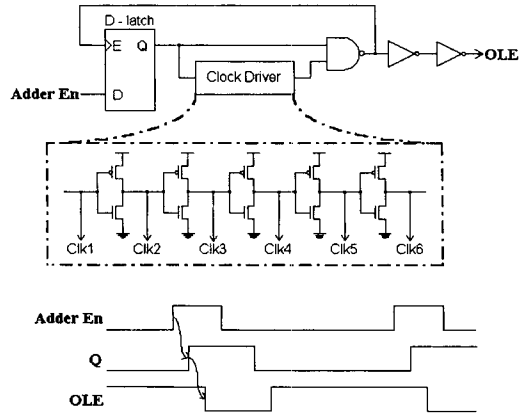 D - latch
E Q
OLE
Clock Driver
Adder En
D
Clk1 Clk2 Clk3 Clk4 Clk5 Clk6
Adder En
Q
OLE